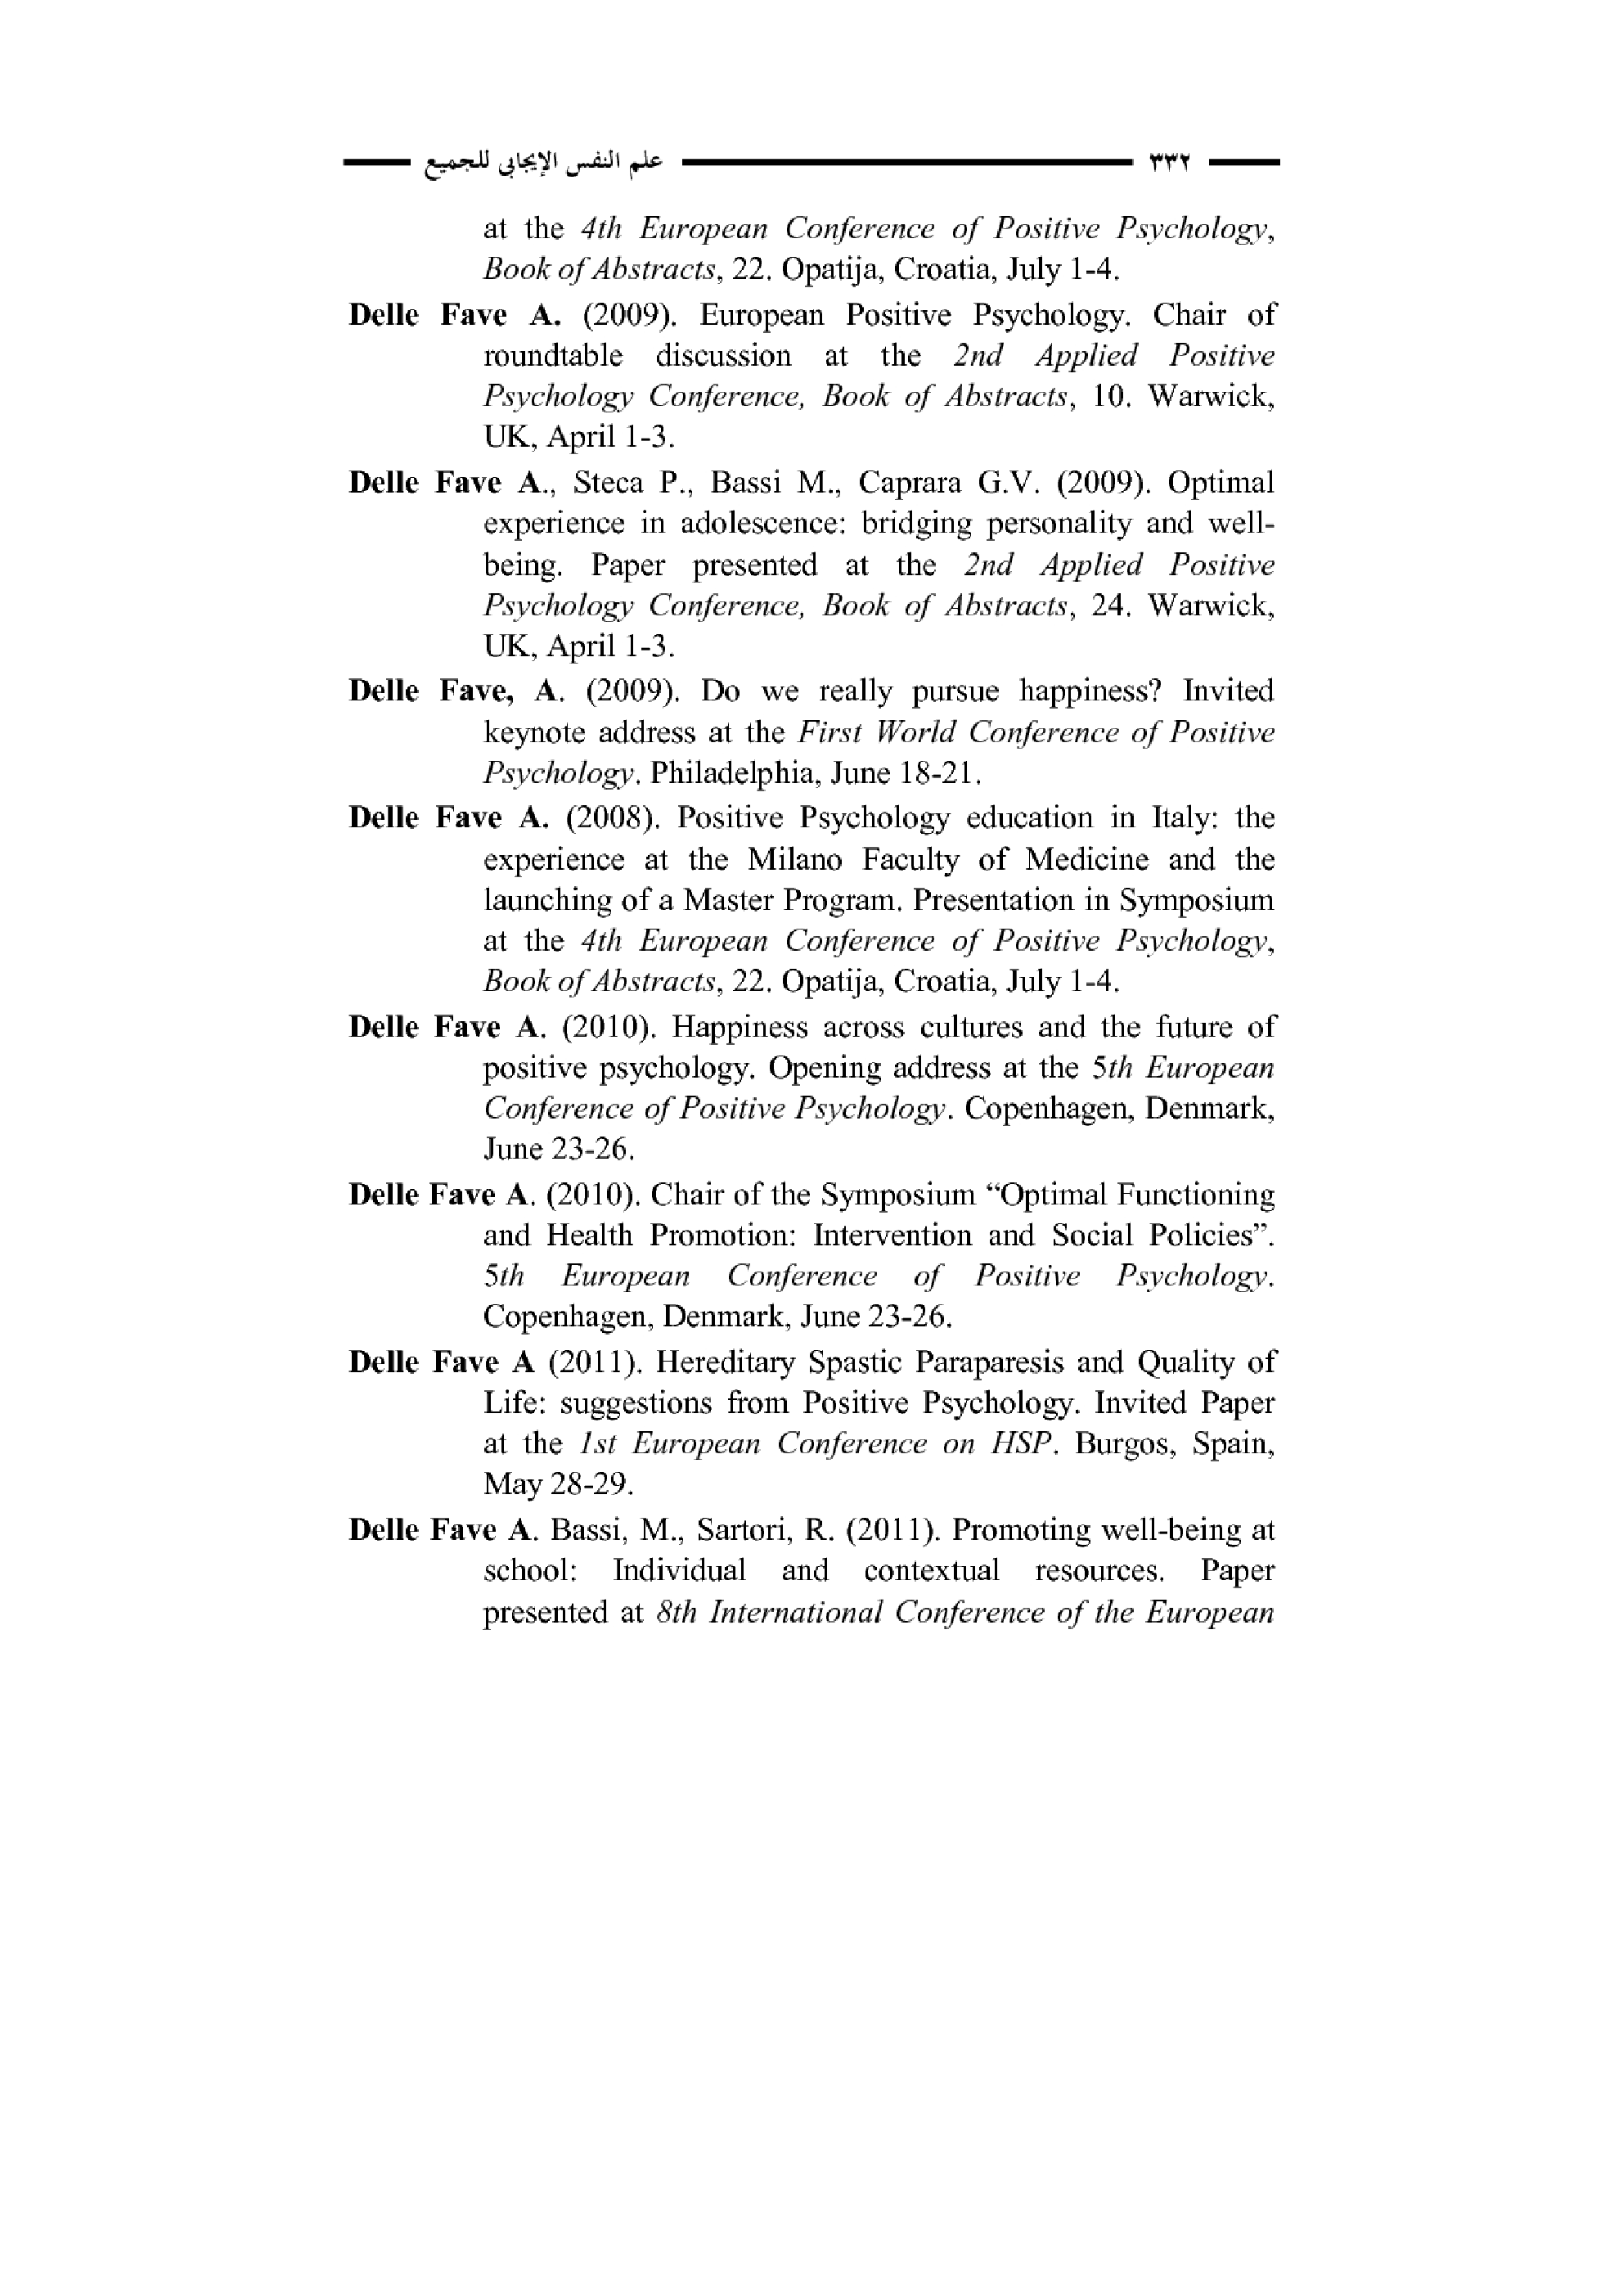 علم النفس الإيجابي للجميع ٣٣٢
at the 4th European Conference of Positive Psychology,
Book of Abstracts, 22. Opatija, Croatia, July 1-4.
Delle Fave A. (2009). European Positive Psychology. Chair of
roundtable discussion at the 2nd Applied Positive
Psychology Conference, Book of Abstracts, 10. Warwick,
UK, April 1-3.
Delle Fave A., Steca P., Bassi M., Caprara G.V. (2009). Optimal
experience in adolescence: bridging personality and well-
being. Paper presented at the 2nd Applied Positive
Psychology Conference, Book of Abstracts, 24. Warwick,
UK, April 1-3.
Delle Fave, A. (2009). Do we really pursue happiness? Invited
keynote address at the First World Conference of Positive
Psychology. Philadelphia, June 18-21.
Delle Fave A. (2008). Positive Psychology education in Italy: the
experience at the Milano Faculty of Medicine and the
launching of a Master Program. Presentation in Symposium
at the 4th European Conference of Positive Psychology,
Book of Abstracts, 22. Opatija, Croatia, July 1-4.
Delle Fave A. (2010). Happiness across cultures and the future of
positive psychology. Opening address at the 5th European
Conference of Positive Psychology. Copenhagen, Denmark,
June 23-26.
Delle Fave A. (2010). Chair of the Symposium “Optimal Functioning
and Health Promotion: Intervention and Social Policies”.
5th European Conference of Positive Psychology.
Copenhagen, Denmark, June 23-26.
Delle Fave A (2011). Hereditary Spastic Paraparesis and Quality of
Life: suggestions from Positive Psychology. Invited Paper
at the 1st European Conference on HSP. Burgos, Spain,
May 28-29.
Delle Fave A. Bassi, M., Sartori, R. (2011). Promoting well-being at
school: Individual and contextual resources. Paper
presented at 8th International Conference of the European